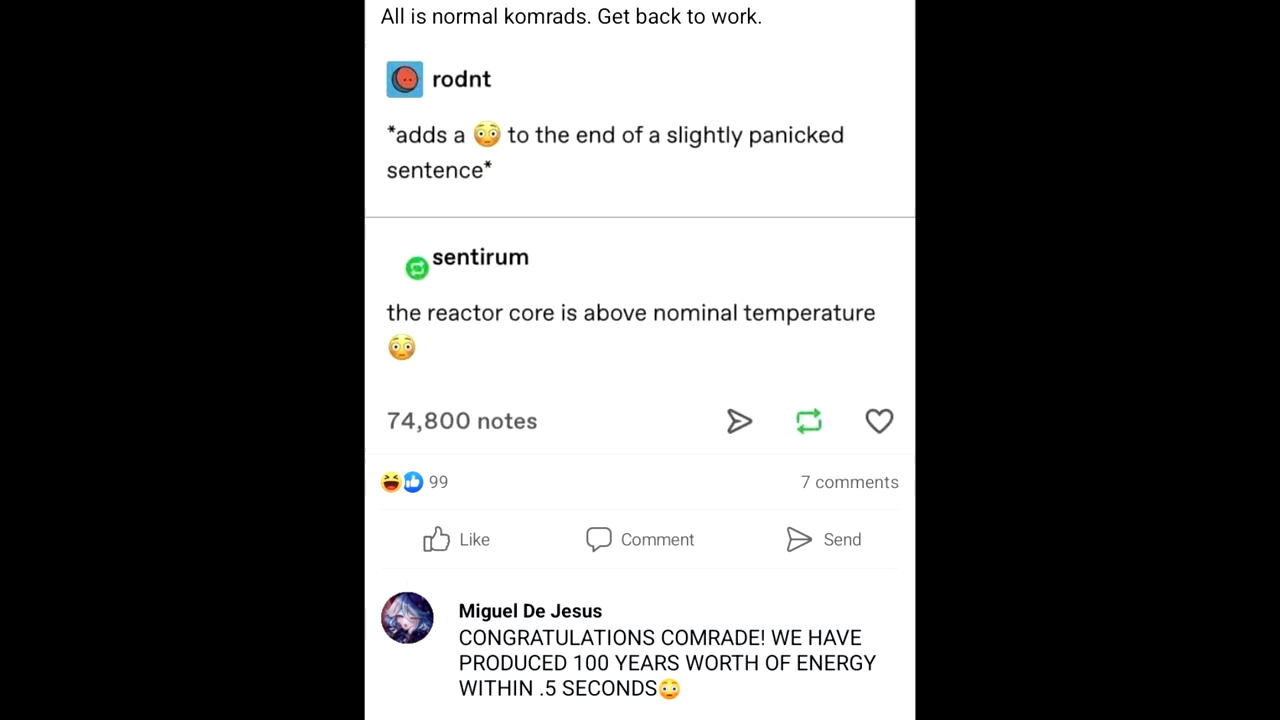 All is normal komrads. Get back to work.
rodnt
*adds a 😳 to the end of a slightly panicked
sentence*
sentirum
the reactor core is above nominal temperature
😳
74,800 notes
99
7 comments
Like
Comment
Send
Miguel De Jesus
CONGRATULATIONS COMRADE! WE HAVE
PRODUCED 100 YEARS WORTH OF ENERGY
WITHIN .5 SECONDS😳